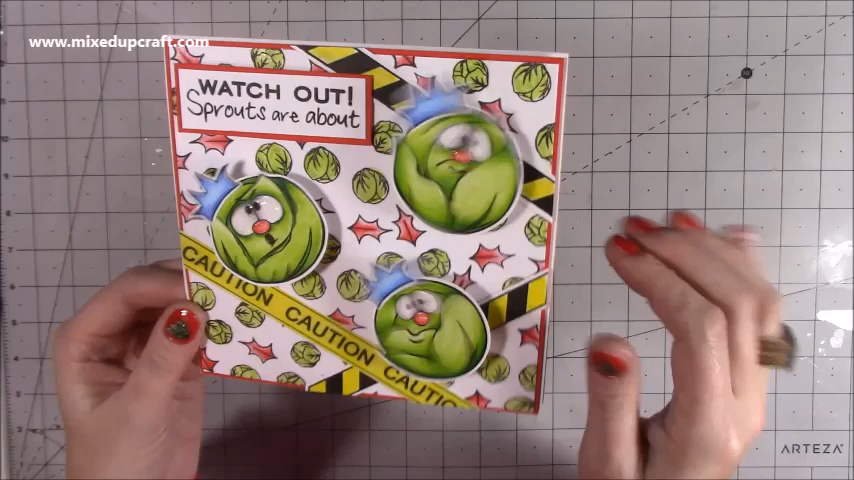 www.mixedupcraft.com
WATCH OUT!
Sprouts are about
CAUTION CAUTION CAUTIO
ARTEZA